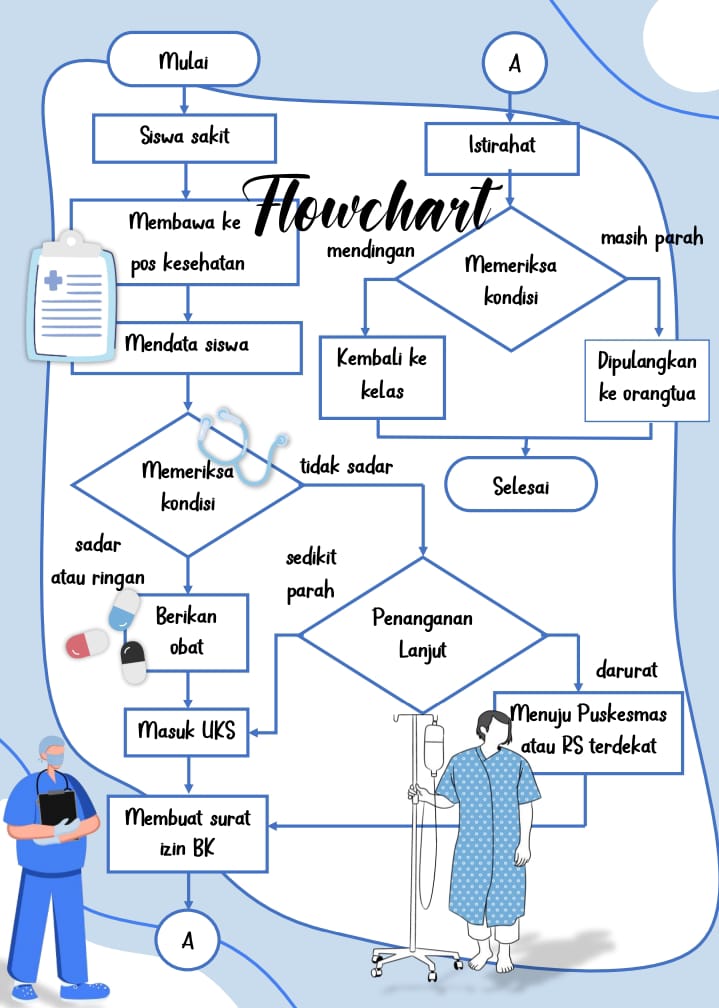 Flowchart
Mulai
Siswa sakit
Membawa ke
pos kesehatan
Mendata siswa
Memeriksa
kondisi
tidak sadar
sadar
atau ringan
Berikan
obat
sedikit
parah
Penanganan
Lanjut
darurat
Menuju Puskesmas
atau RS terdekat
Masuk UKS
Membuat surat
izin BK
A
A
Istirahat
Memeriksa
kondisi
mendingan
masih parah
Kembali ke
kelas
Dipulangkan
ke orangtua
Selesai